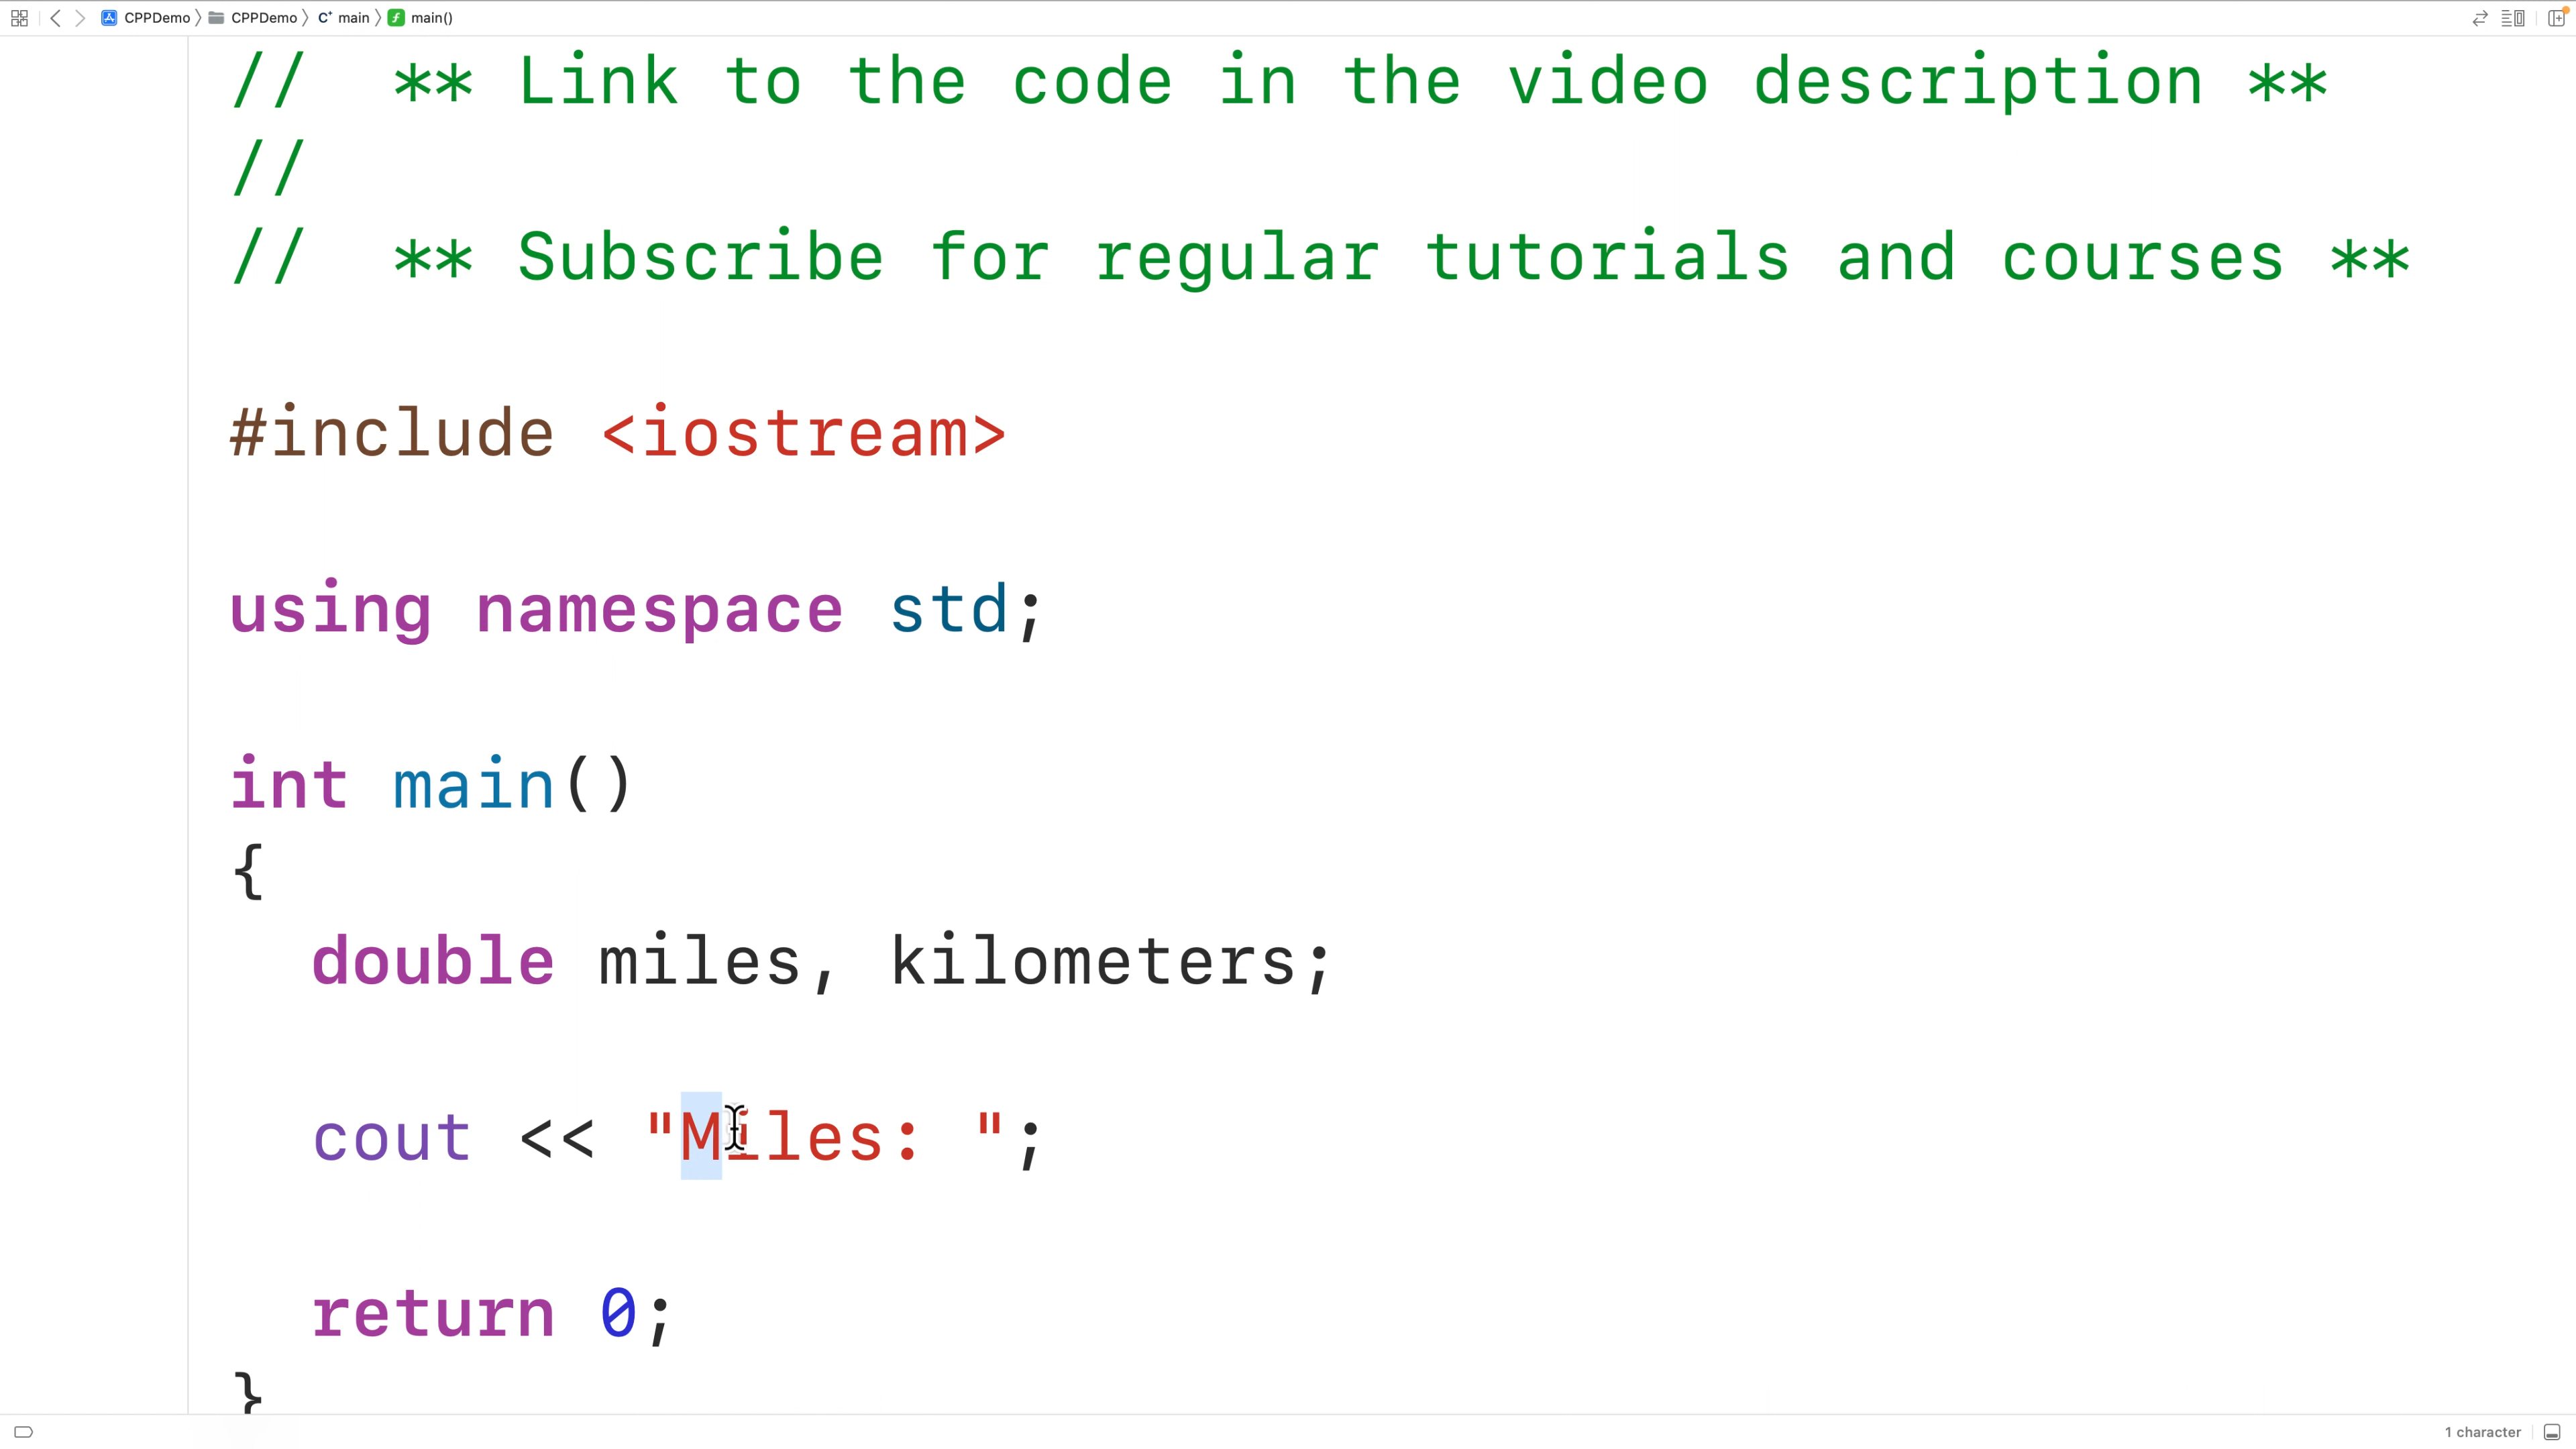 CPPDemo CPPDemo C+ main f main()
// ** Link to the code in the video description **
//
// ** Subscribe for regular tutorials and courses **
#include <iostream>
using namespace std;
int main()
{
double miles, kilometers;
cout << "Miles: ";
return 0;
}
1 character